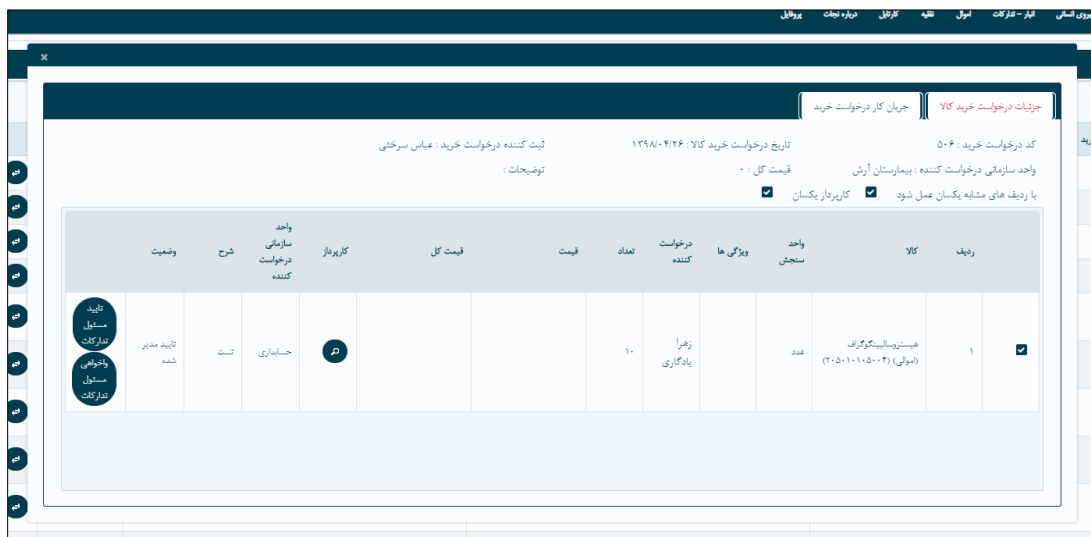 نیروی انسانی انبار - تدارکات اموال نقلیه کارتابل درباره نجات پروفایل
×
جزئیات درخواست خرید کالا جریان کار درخواست خرید
کد درخواست خرید : ۵۰۶ تاریخ درخواست خرید کالا : ۱۳۹۸/۰۴/۲۶ ثبت کننده درخواست خرید : عباس سرختی
واحد سازمانی درخواست کننده : بیمارستان آرش قیمت کل : ۰ توضیحات :
با ردیف های مشابه یکسان عمل شود کارپرداز یکسان
ردیف کالا واحد سنجش ویژگی ها درخواست کننده تعداد قیمت قیمت کل کارپرداز واحد سازمانی درخواست کننده شرح وضعیت
۱ هیستروسالپینگوگراف (اموالی) (۲۰۵۰۱۰۱۰۵۰۰۴) عدد زهرا یادگاری ۱۰ حسابداری تست تایید مدیر شده
تایید مسئول تدارکات
واخواهی مسئول تدارکات